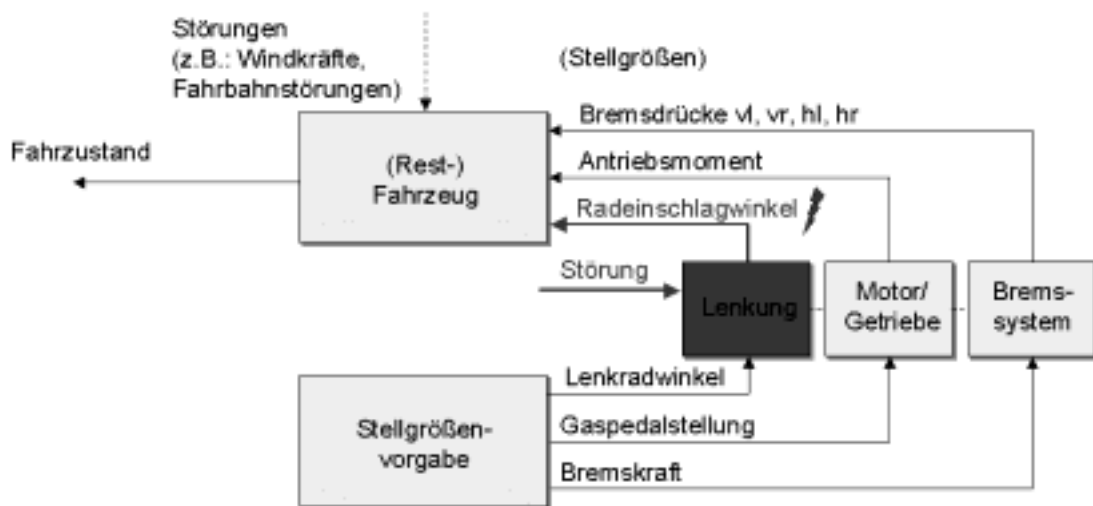 Störungen
(z.B.: Windkräfte,
Fahrbahnstörungen)
(Stellgrößen)
Bremsdrücke vl, vr, hl, hr
Fahrzustand
(Rest-)
Fahrzeug
Antriebsmoment
Radeinschlagwinkel
Störung
Lenkung
Motor/
Getriebe
Brems-
system
Lenkradwinkel
Stellgrößen-
vorgabe
Gaspedalstellung
Bremskraft